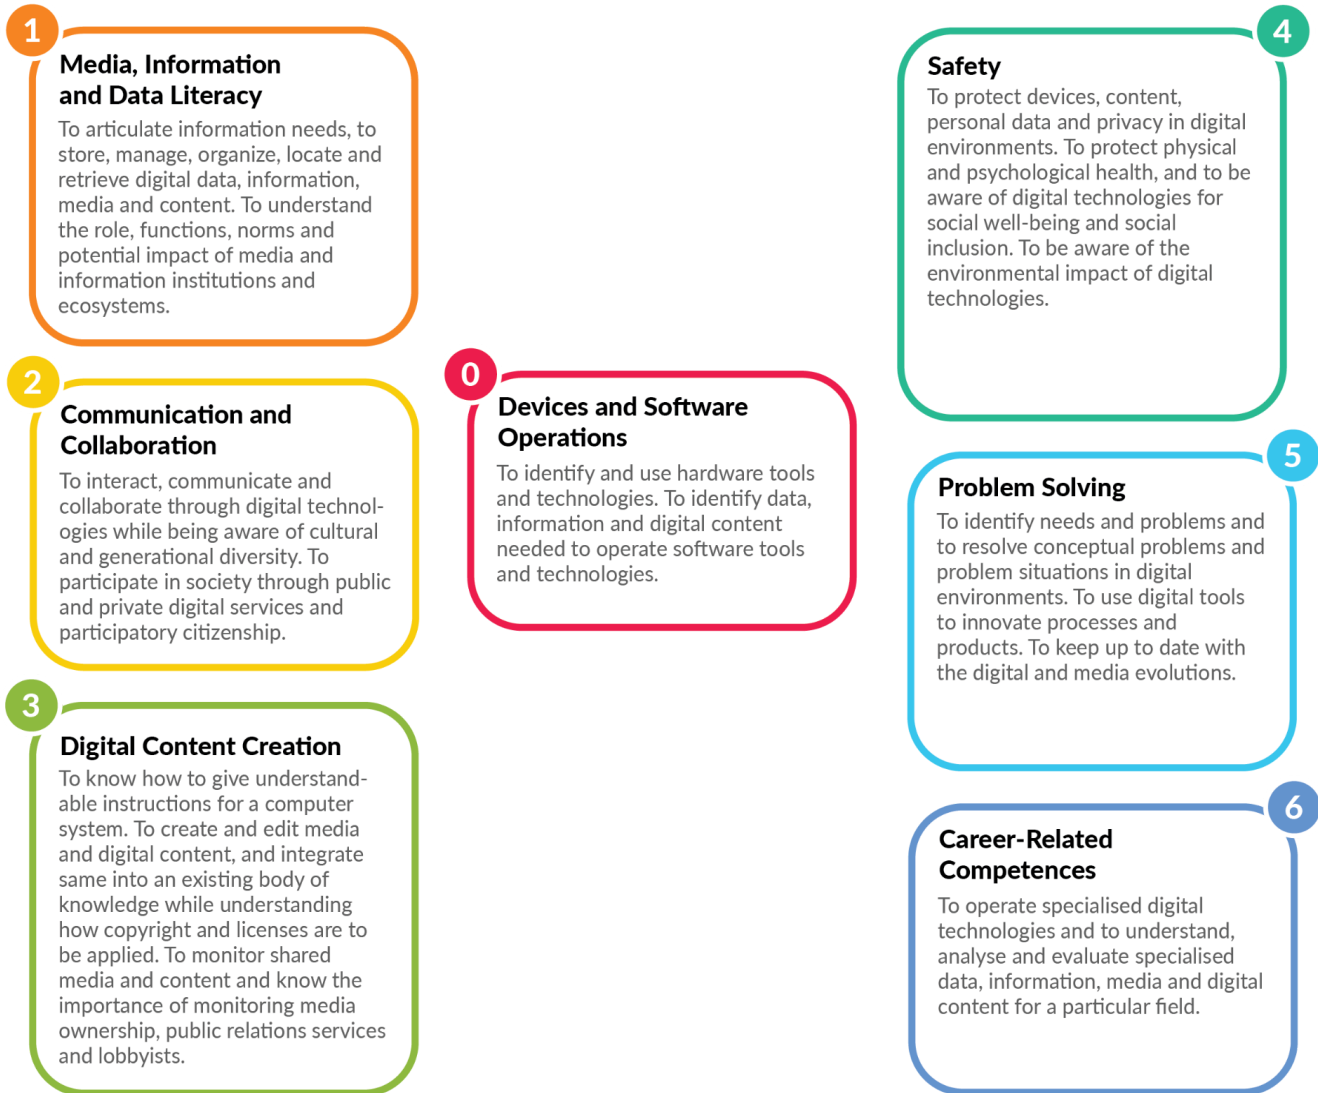 1
Media, Information
and Data Literacy
To articulate information needs, to
store, manage, organize, locate and
retrieve digital data, information,
media and content. To understand
the role, functions, norms and
potential impact of media and
information institutions and
ecosystems.
2
Communication and
Collaboration
To interact, communicate and
collaborate through digital technol-
ogies while being aware of cultural
and generational diversity. To
participate in society through public
and private digital services and
participatory citizenship.
3
Digital Content Creation
To know how to give understand-
able instructions for a computer
system. To create and edit media
and digital content, and integrate
same into an existing body of
knowledge while understanding
how copyright and licenses are to
be applied. To monitor shared
media and content and know the
importance of monitoring media
ownership, public relations services
and lobbyists.
0
Devices and Software
Operations
To identify and use hardware tools
and technologies. To identify data,
information and digital content
needed to operate software tools
and technologies.
4
Safety
To protect devices, content,
personal data and privacy in digital
environments. To protect physical
and psychological health, and to be
aware of digital technologies for
social well-being and social
inclusion. To be aware of the
environmental impact of digital
technologies.
5
Problem Solving
To identify needs and problems and
to resolve conceptual problems and
problem situations in digital
environments. To use digital tools
to innovate processes and
products. To keep up to date with
the digital and media evolutions.
6
Career-Related
Competences
To operate specialised digital
technologies and to understand,
analyse and evaluate specialised
data, information, media and digital
content for a particular field.